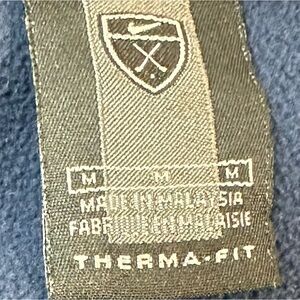 M M M
MADE IN MALAYSIA
FABRIQUE EN MALAISIE
THERMA-FIT